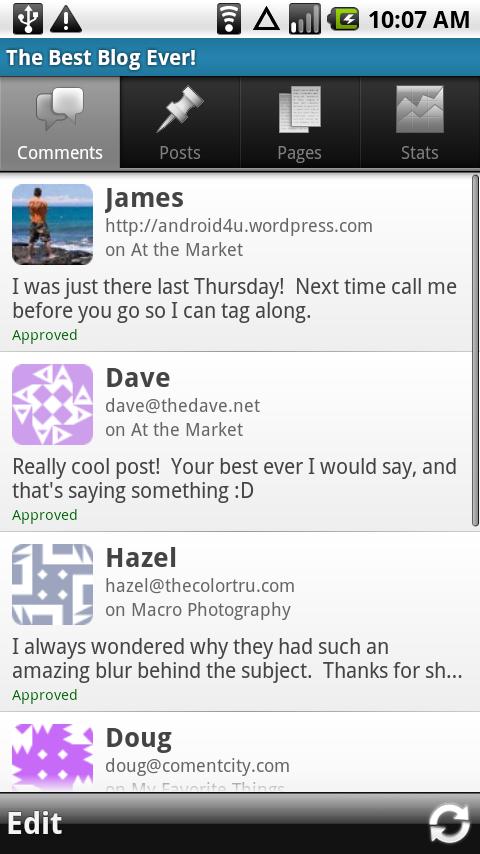 10:07 AM
The Best Blog Ever!
Comments
Posts
Pages
Stats
James
http://android4u.wordpress.com
on At the Market
I was just there last Thursday!  Next time call me
before you go so I can tag along.
Approved
Dave
dave@thedave.net
on At the Market
Really cool post!  Your best ever I would say, and
that's saying something :D
Approved
Hazel
hazel@thecolortru.com
on Macro Photography
I always wondered why they had such an
amazing blur behind the subject.  Thanks for sh...
Approved
Doug
doug@comentcity.com
on My Favorite Things
Edit